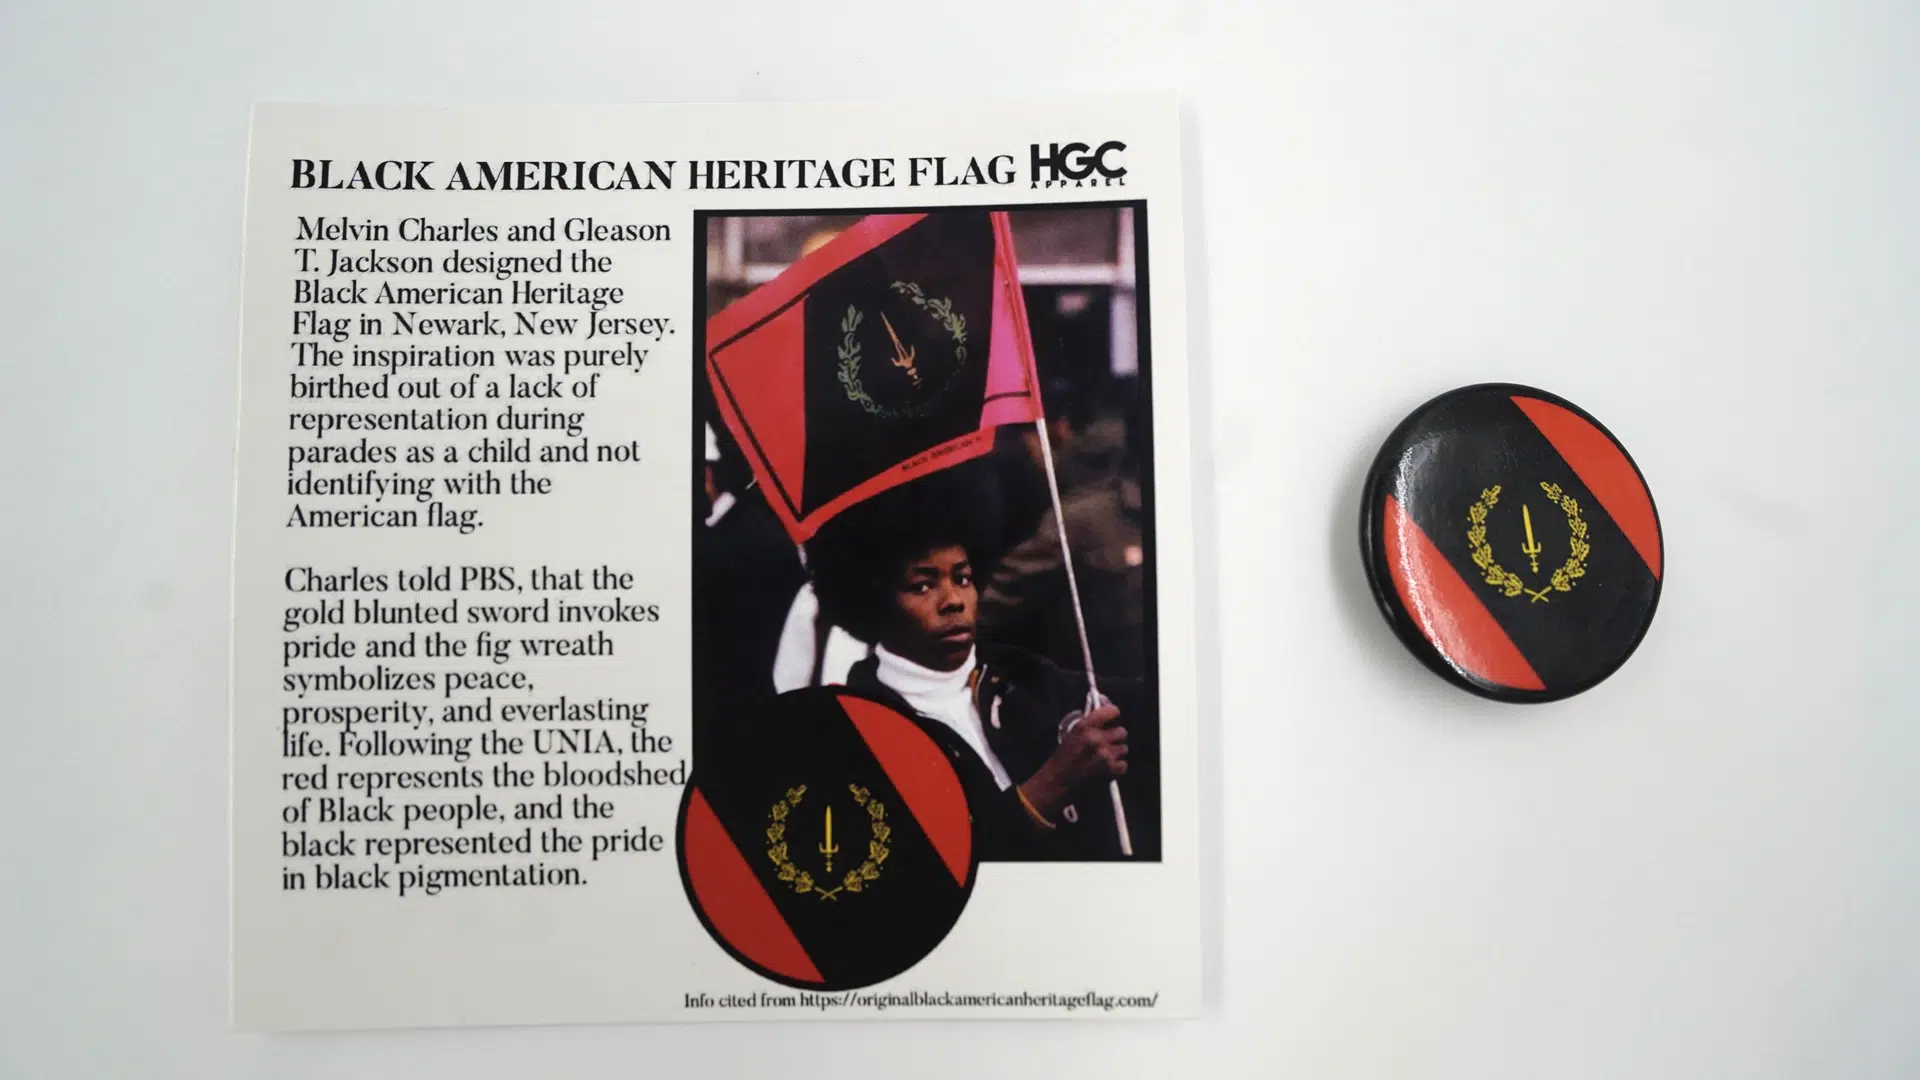 BLACK AMERICAN HERITAGE FLAG
HGC
APPAREL
Melvin Charles and Gleason
T. Jackson designed the
Black American Heritage
Flag in Newark, New Jersey.
The inspiration was purely
birthed out of a lack of
representation during
parades as a child and not
identifying with the
American flag.
Charles told PBS, that the
gold blunted sword invokes
pride and the fig wreath
symbolizes peace,
prosperity, and everlasting
life. Following the UNIA, the
red represents the bloodshed
of Black people, and the
black represented the pride
in black pigmentation.
BLACK AMERICAN
Info cited from https://originalblackamericanheritageflag.com/